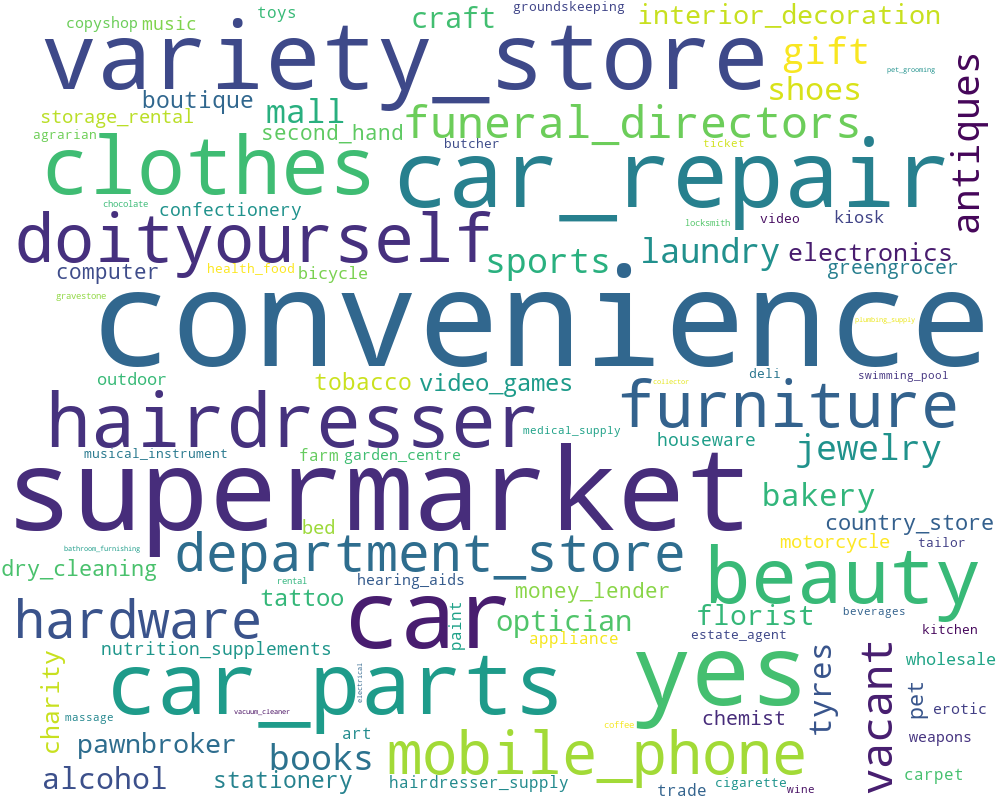 groundskeeping
toys
copyshop music craft interior_decoration
variety_store gift
pet_grooming
antiques
boutique mall shoes
storage_rental second_hand funeral_directors
agrarian butcher ticket
clothes car_repair
chocolate confectionery locksmith video kiosk
doityourself sports laundry electronics
computer health_food bicycle greengrocer
gravestone convenience plumbing_supply
outdoor tobacco video_games deli swimming_pool
collector
hairdresser furniture
medical_supply houseware jewelry
musical_instrument farm garden_centre
supermarket bakery
bed country_store
motorcycle tailor
bathroom_furnishing department_store beauty
dry_cleaning rental hearing_aids money_lender
tattoo car optician florist beverages
hardware paint appliance estate_agent kitchen
nutrition_supplements yes tyres vacant wholesale
charity car_parts electrical pet erotic
massage vacuum_cleaner coffee chemist
pawnbroker art weapons
books mobile_phone
alcohol stationery hairdresser_supply cigarette carpet
trade wine